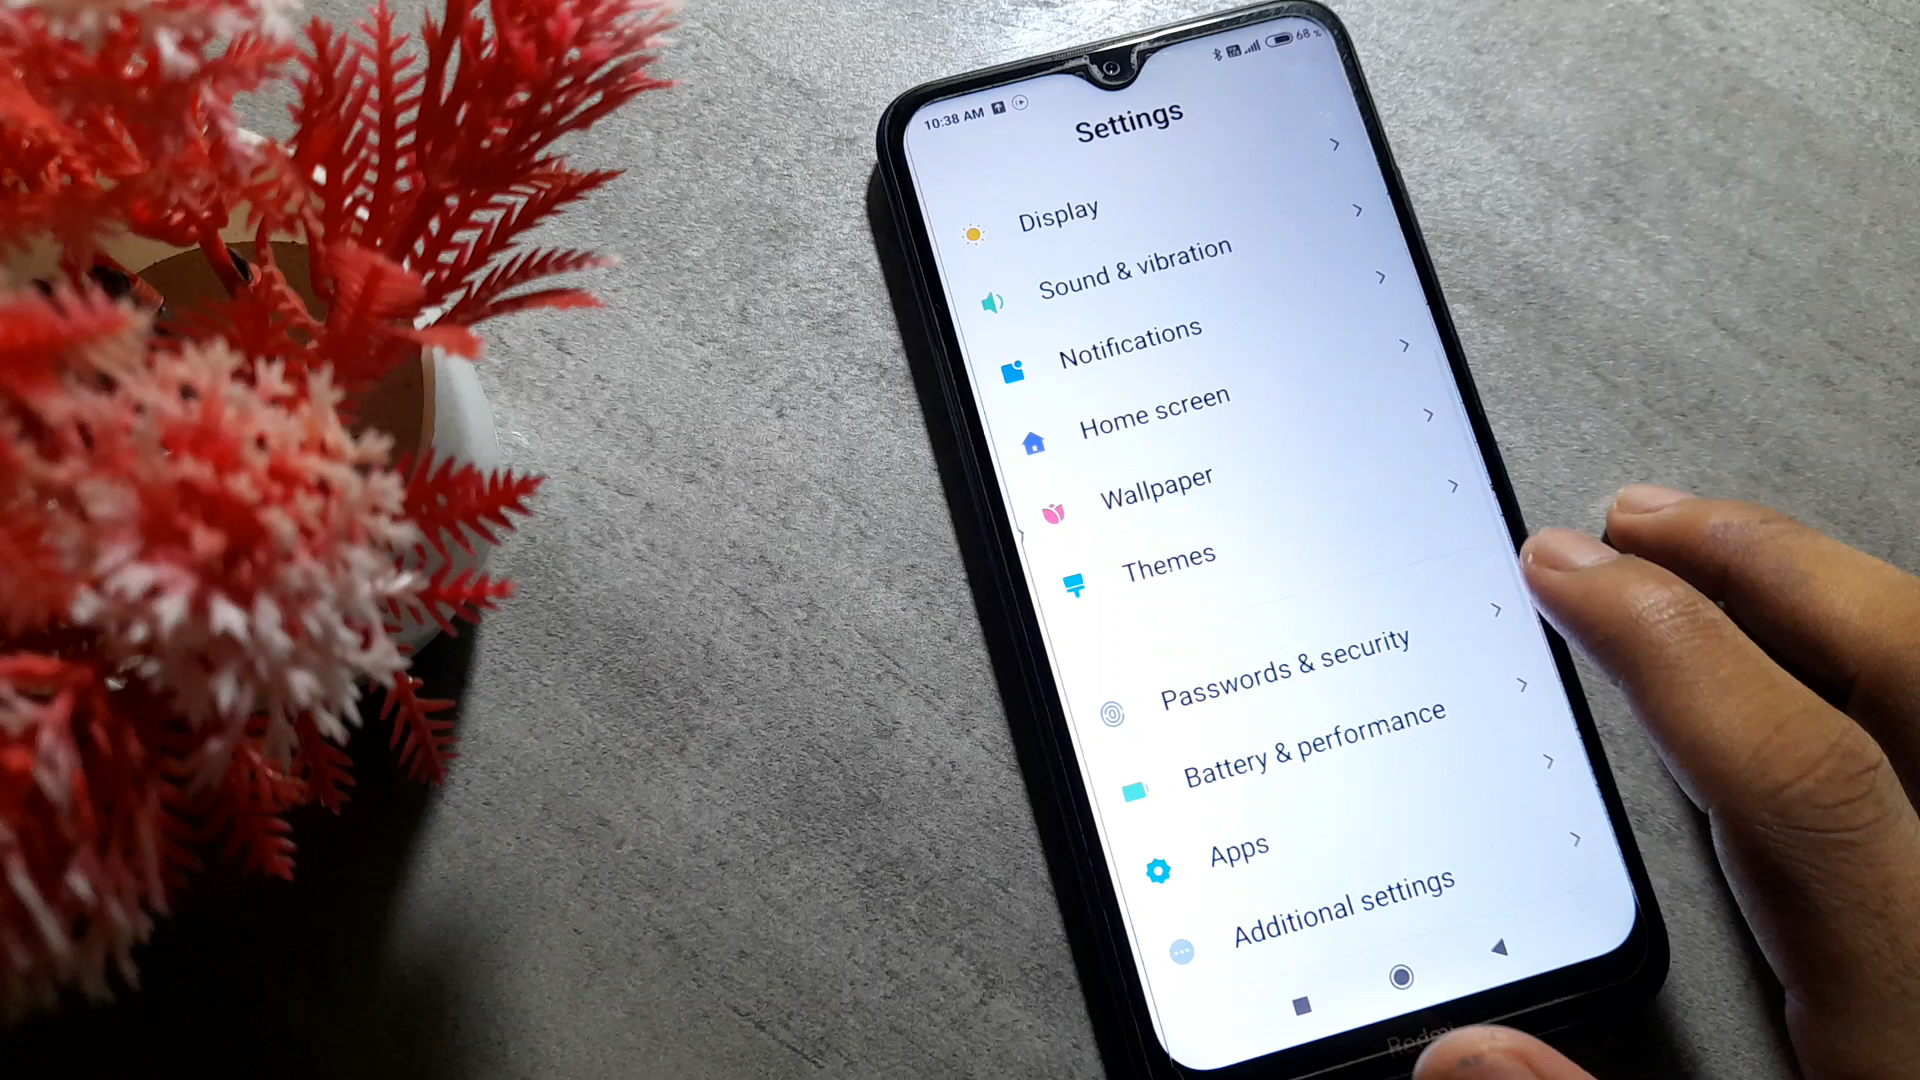 10:38 AM
68 %
Settings
Display
Sound & vibration
Notifications
Home screen
Wallpaper
Themes
Passwords & security
Battery & performance
Apps
Additional settings
Redmi